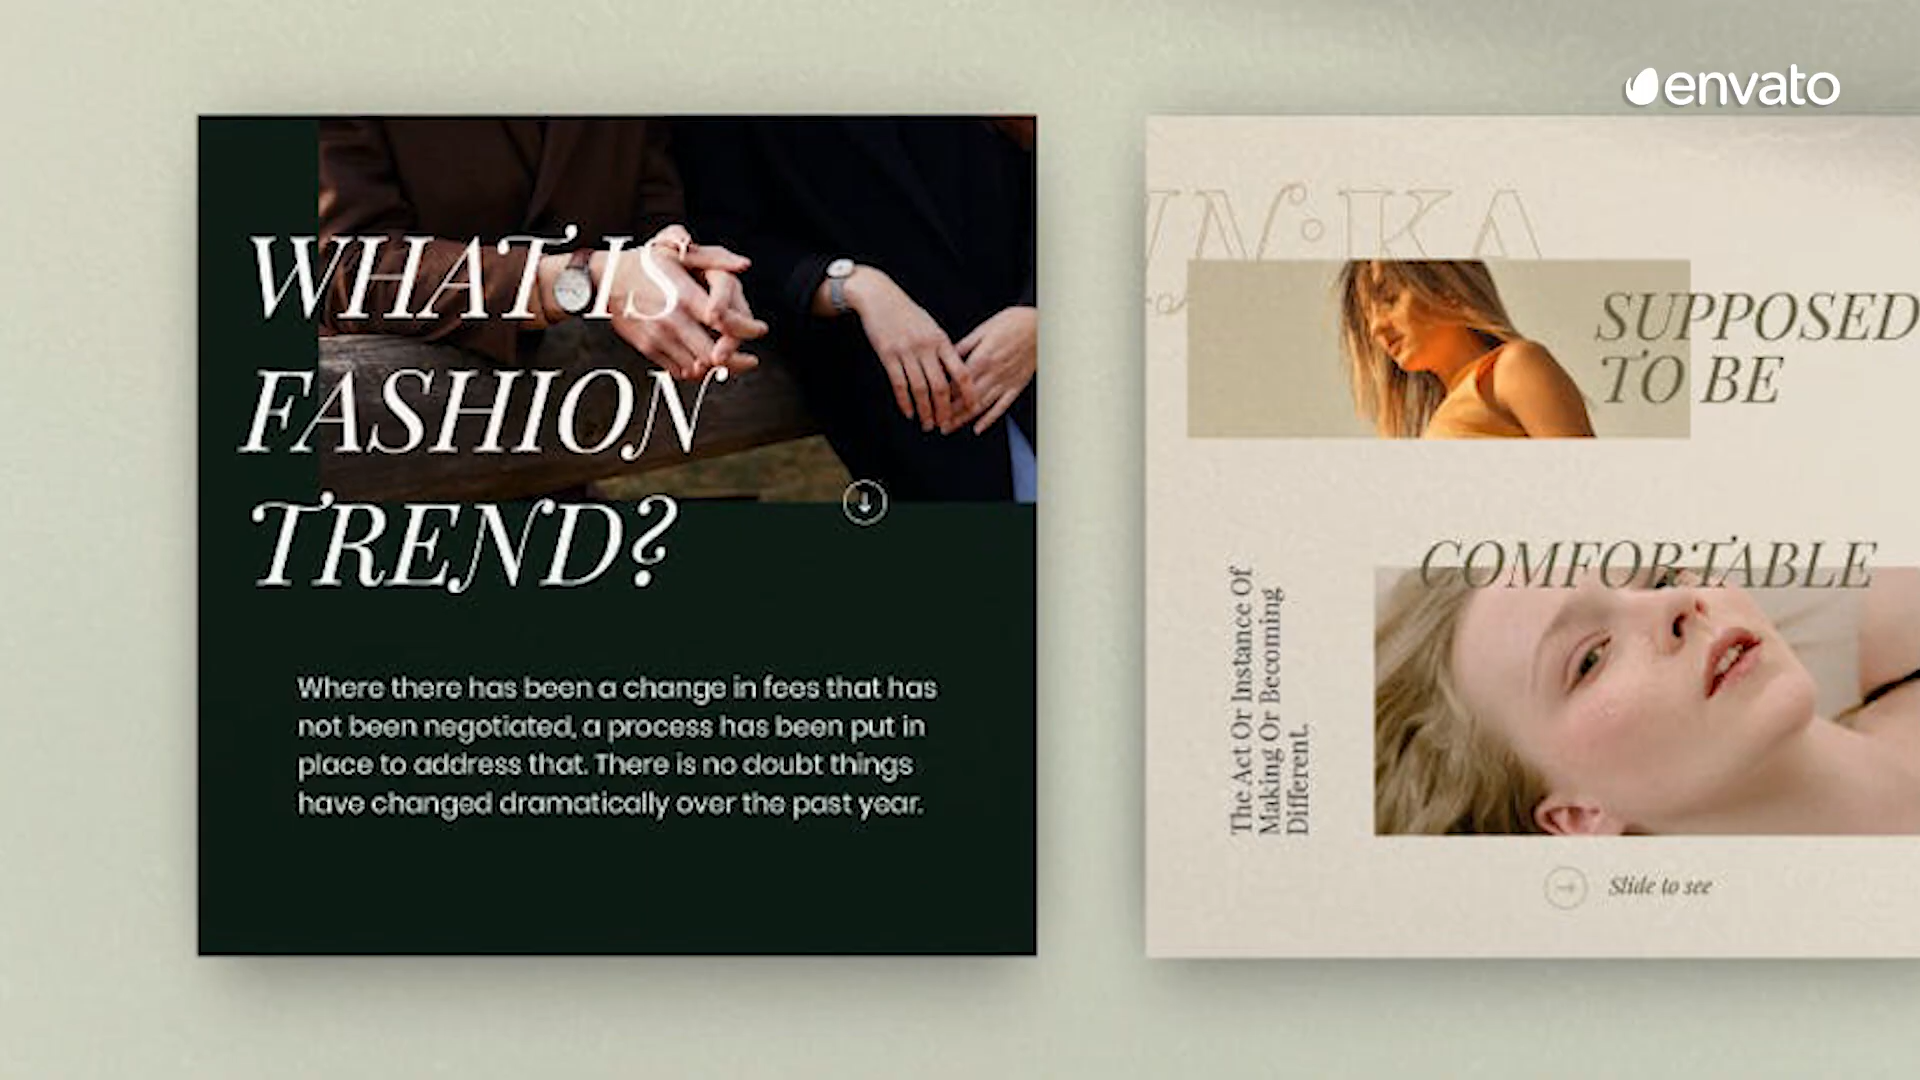 envato
WHAT IS
FASHION
TREND?
Where there has been a change in fees that has
not been negotiated, a process has been put in
place to address that. There is no doubt things
have changed dramatically over the past year.
SUPPOSED
TO BE
COMFORTABLE
The Act Or Instance Of
Making Or Becoming
Different.
Slide to see